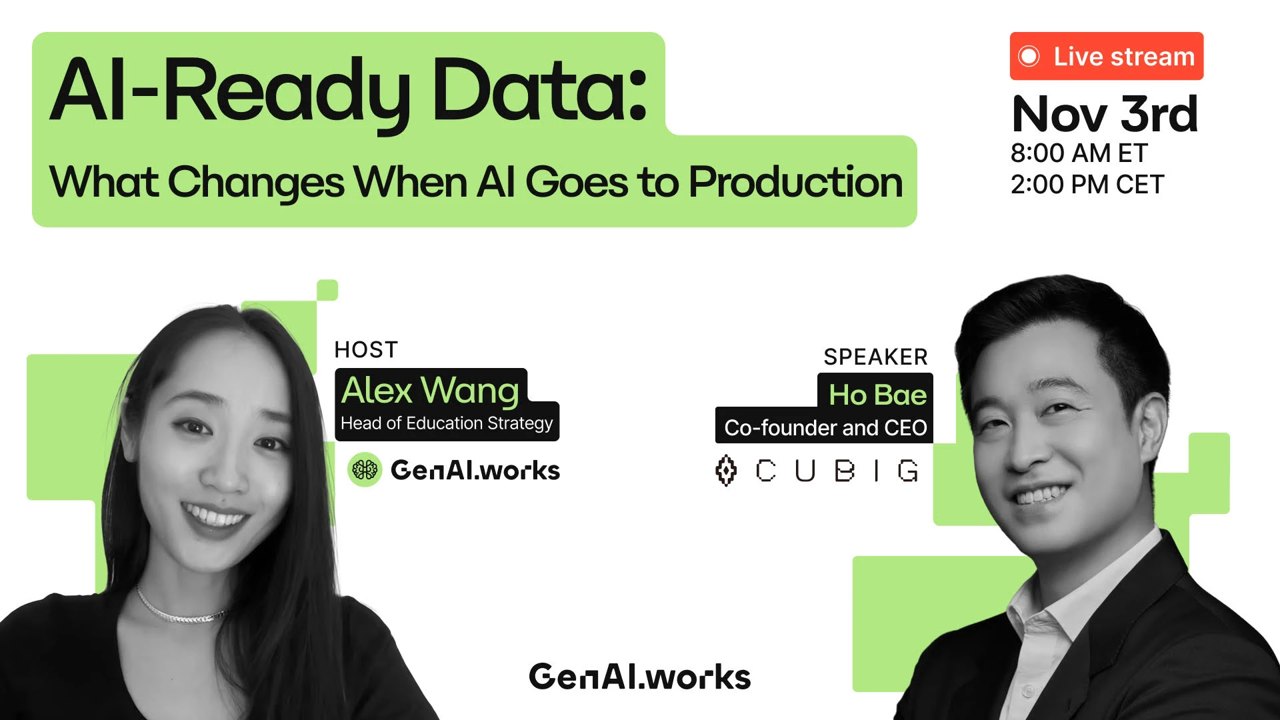 AI-Ready Data:
What Changes When AI Goes to Production
Live stream
Nov 3rd
8:00 AM ET
2:00 PM CET
HOST
Alex Wang
Head of Education Strategy
GenAI.works
SPEAKER
Ho Bae
Co-founder and CEO
CUBIG
GenAI.works